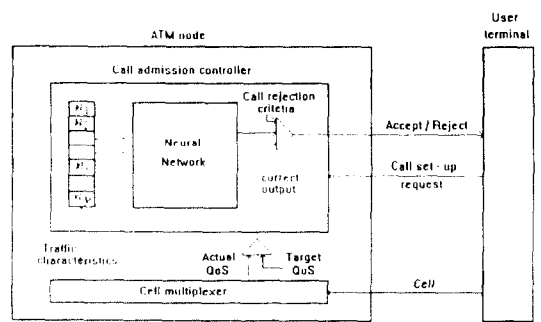 User
terminal
ATM node
Call admission controller
Call rejection
criteria
Neural
Network
Accept / Reject
Call set - up
request
currect
output
Traffic
characteristics
Actual
QoS
Target
QoS
Cell multiplexer
Cell